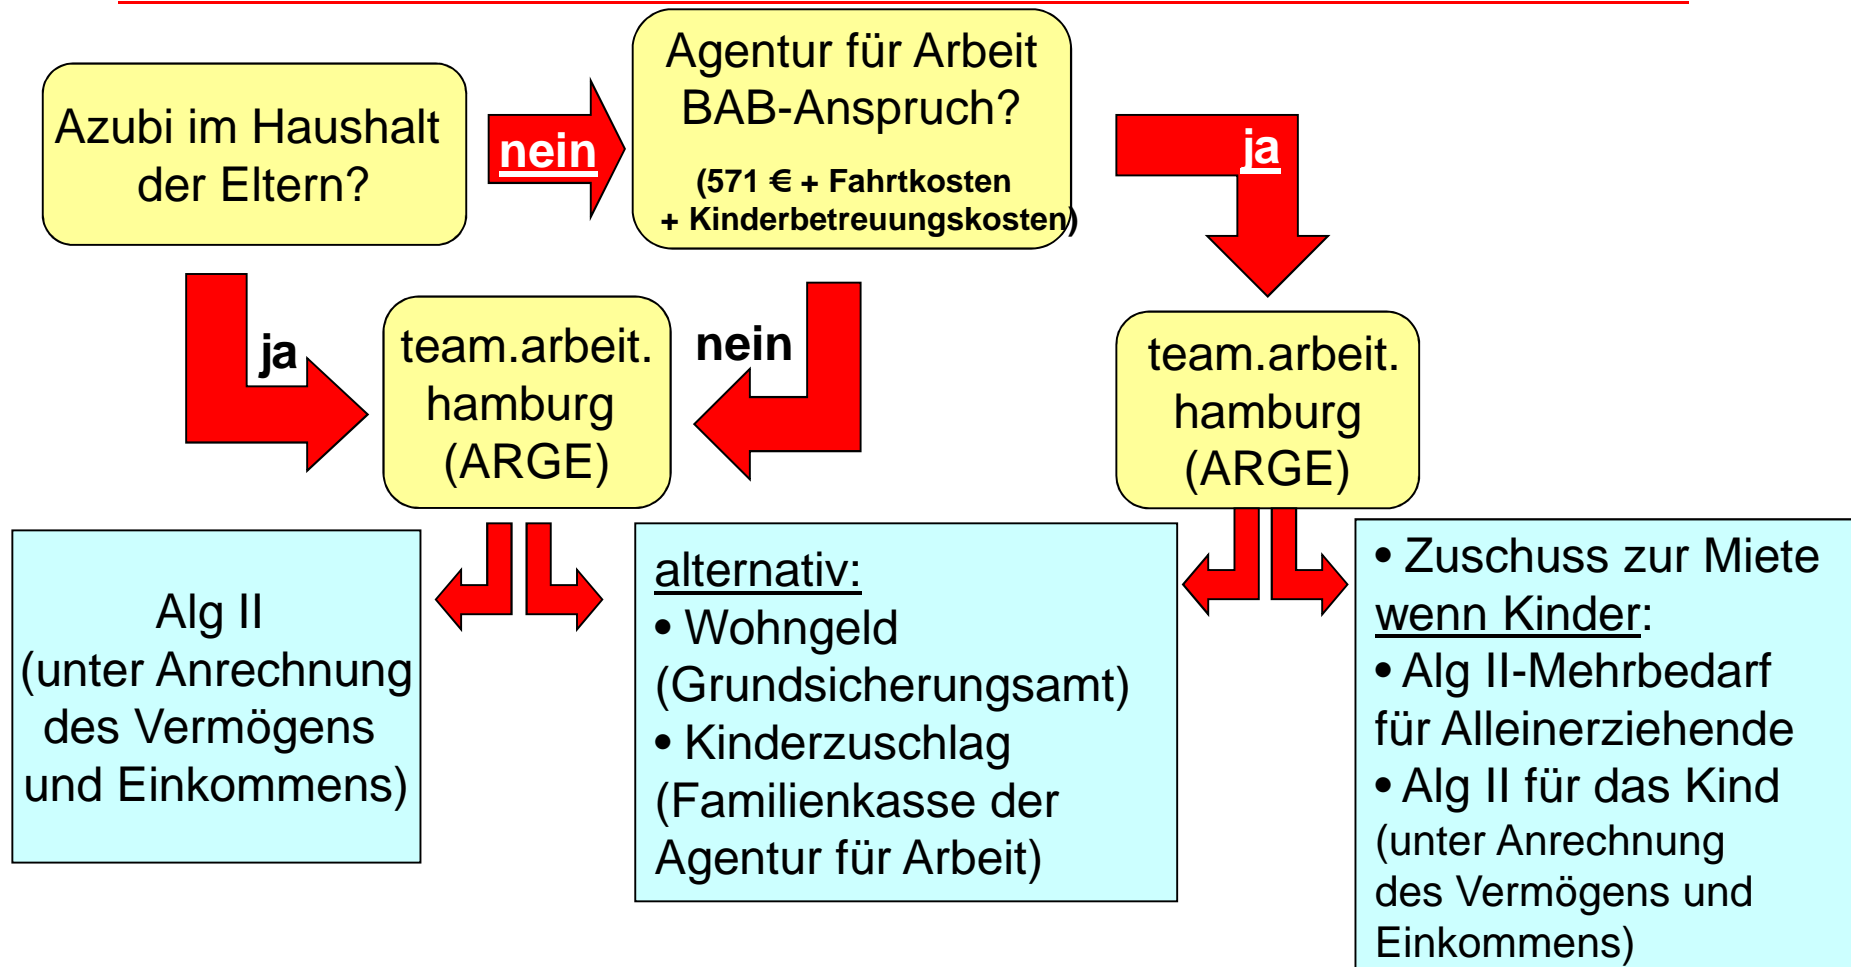 Azubi im Haushalt
der Eltern?
nein
Agentur für Arbeit
BAB-Anspruch?
(571 € + Fahrtkosten
+ Kinderbetreuungskosten)
ja
ja
team.arbeit.
hamburg
(ARGE)
nein
team.arbeit.
hamburg
(ARGE)
Alg II
(unter Anrechnung
des Vermögens
und Einkommens)
alternativ:
• Wohngeld
(Grundsicherungsamt)
• Kinderzuschlag
(Familienkasse der
Agentur für Arbeit)
• Zuschuss zur Miete
wenn Kinder:
• Alg II-Mehrbedarf
für Alleinerziehende
• Alg II für das Kind
(unter Anrechnung
des Vermögens und
Einkommens)